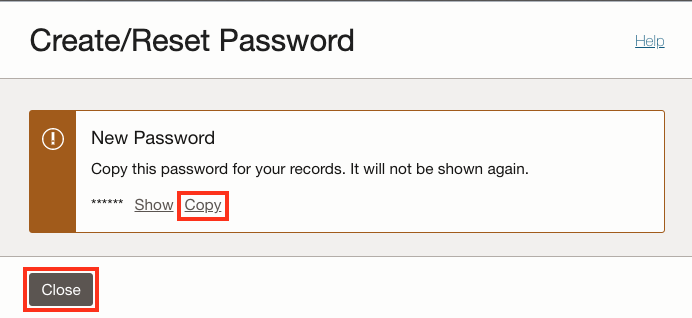 Create/Reset Password
Help
New Password
Copy this password for your records. It will not be shown again.
****** Show Copy
Close